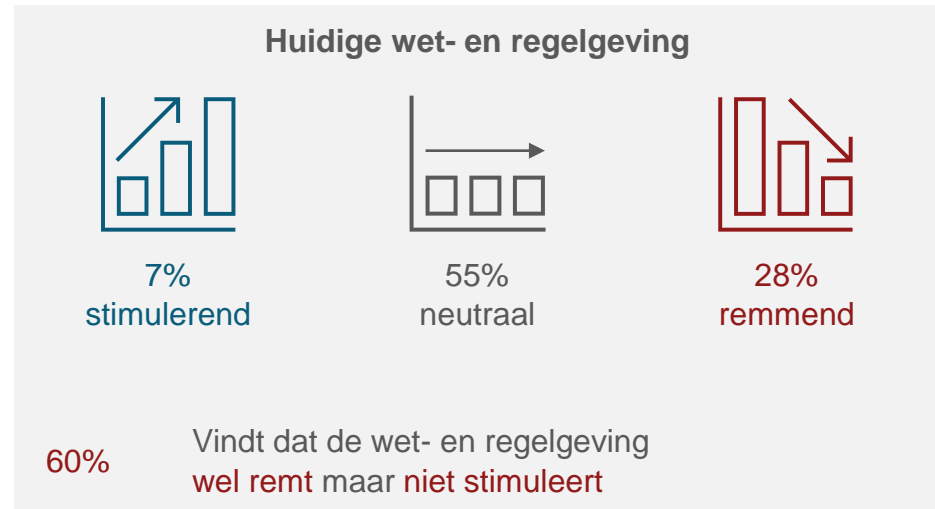 Huidige wet- en regelgeving
7%
stimulerend
55%
neutraal
28%
remmend
60%
Vindt dat de wet- en regelgeving
wel remt maar niet stimuleert